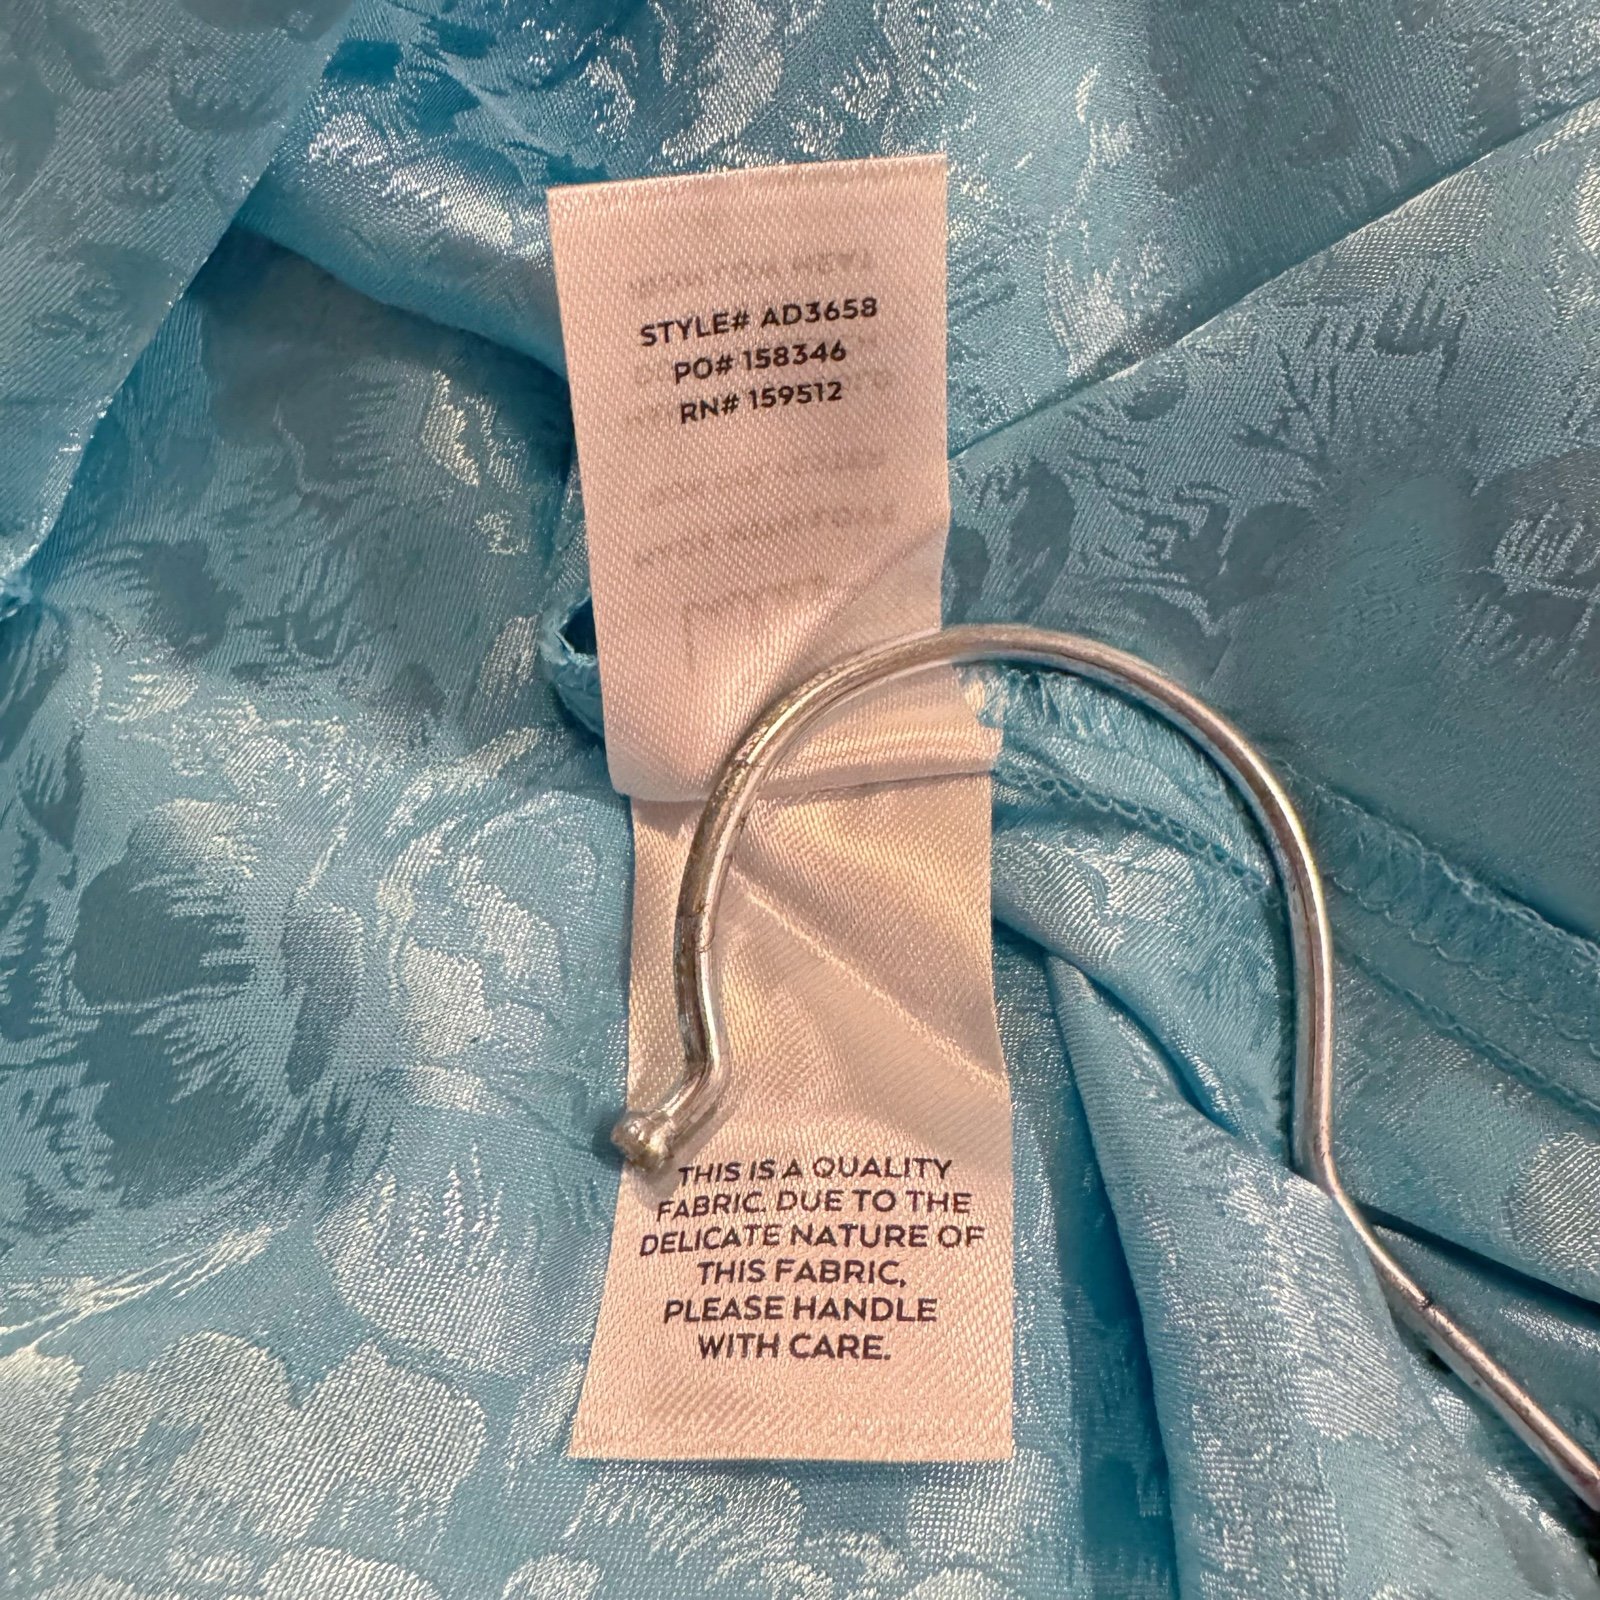 STYLE# AD3658
PO# 158346
RN# 159512
THIS IS A QUALITY
FABRIC. DUE TO THE
DELICATE NATURE OF
THIS FABRIC,
PLEASE HANDLE
WITH CARE.